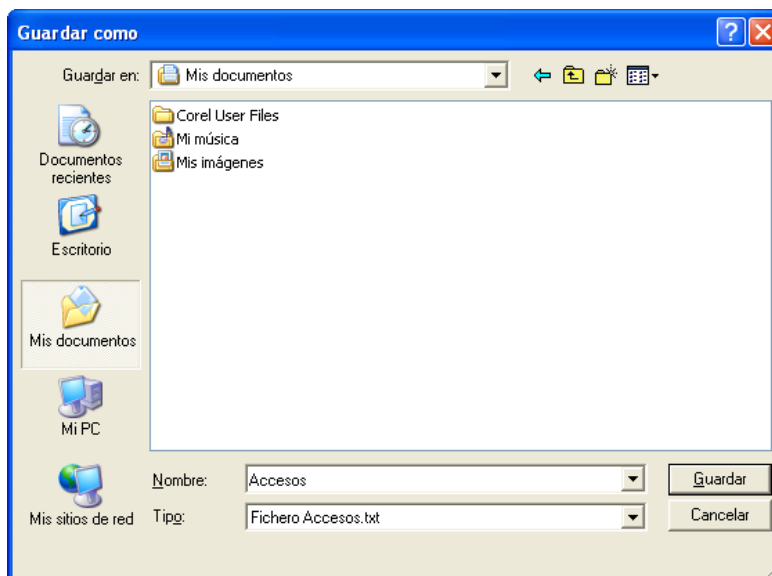 Guardar como
Guardar en: Mis documentos
Corel User Files
Mi música
Mis imágenes
Documentos
recientes
Escritorio
Mis documentos
Mi PC
Mis sitios de red
Nombre: Accesos Guardar
Tipo: Fichero Accesos.txt Cancelar